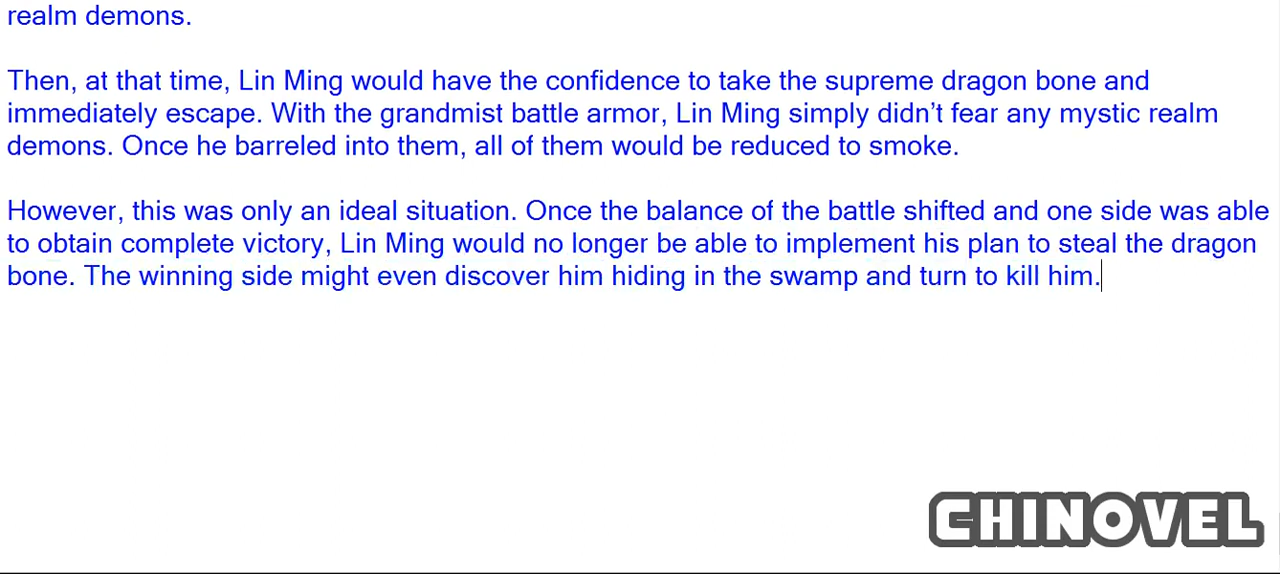 realm demons.
Then, at that time, Lin Ming would have the confidence to take the supreme dragon bone and
immediately escape. With the grandmist battle armor, Lin Ming simply didn’t fear any mystic realm
demons. Once he barreled into them, all of them would be reduced to smoke.
However, this was only an ideal situation. Once the balance of the battle shifted and one side was able
to obtain complete victory, Lin Ming would no longer be able to implement his plan to steal the dragon
bone. The winning side might even discover him hiding in the swamp and turn to kill him.
CHINOVEL